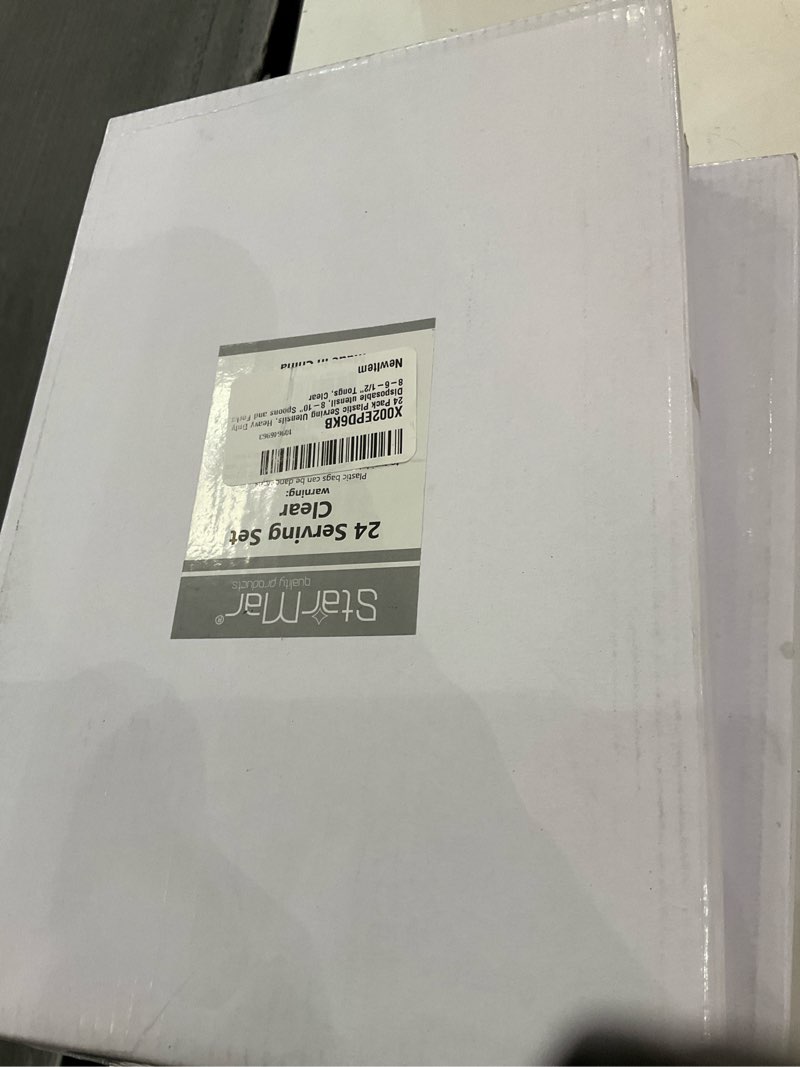 StarMar®
quality products
24 Serving Set
Clear
warning:
Plastic bags can be
X002EPD6KB
24 Pack Plastic Serving Utensils, Heavy Duty
Disposable utensil, 8-10" Spoons and Forks
8-6-1/2" Tongs, Clear
NewItem
Made in China